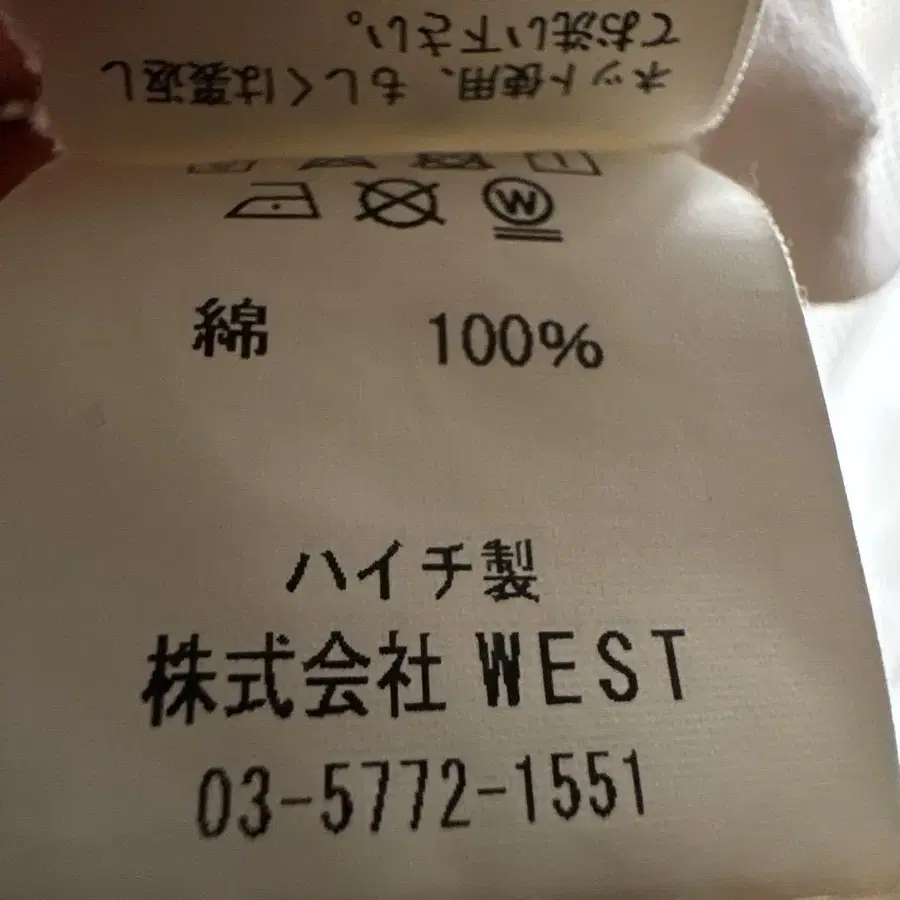 ネット使用、もしくは裏返し
てお洗い下さい。
W
綿 100%
ハイチ製
株式会社 WEST
03-5772-1551